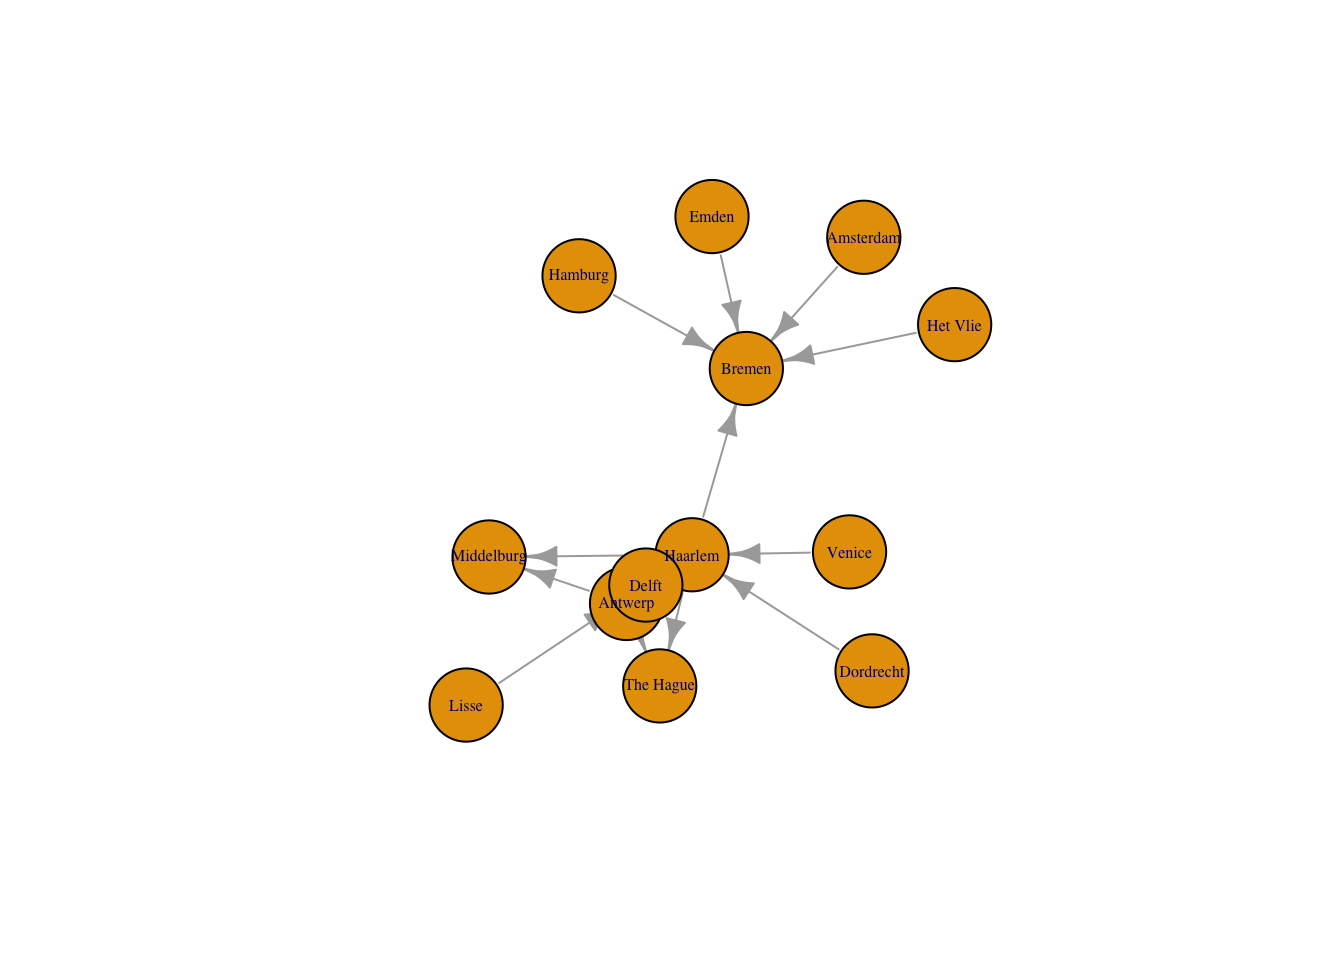 Emden
Amsterdam
Hamburg
Het Vlie
Bremen
Middelburg
Haarlem
Venice
Delft
Antwerp
The Hague
Dordrecht
Lisse